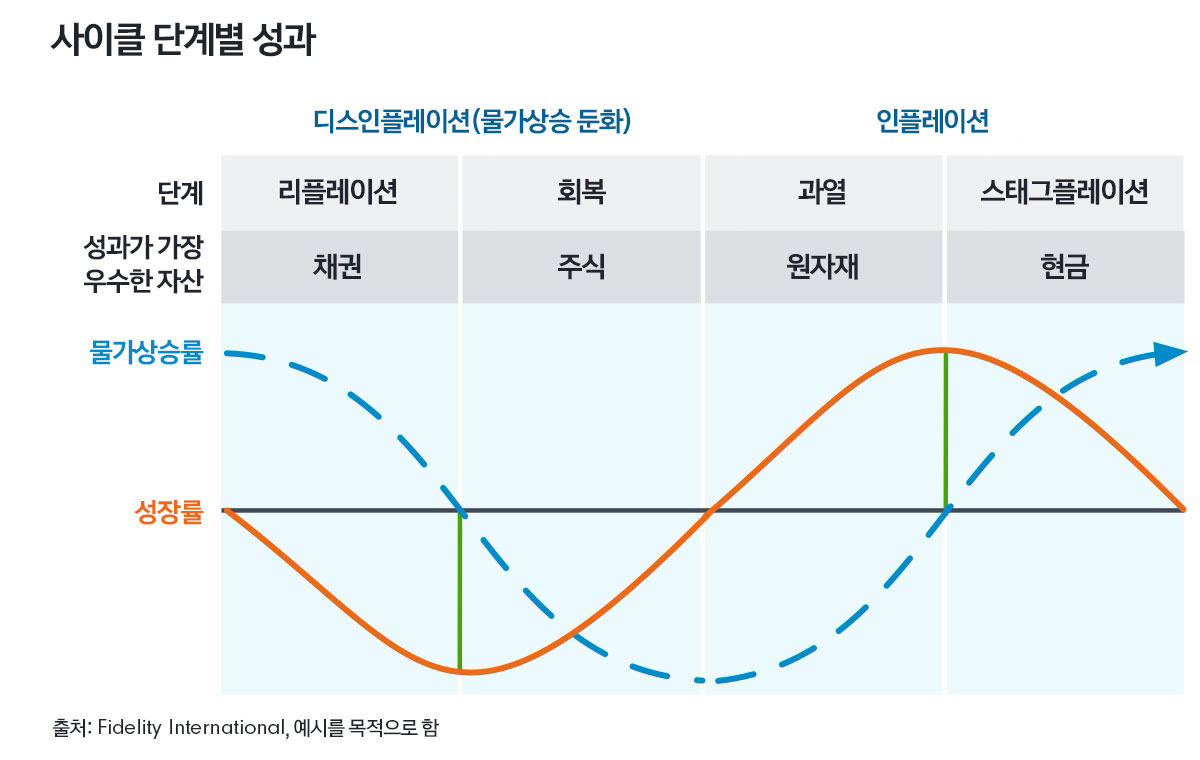 사이클 단계별 성과
디스인플레이션(물가상승 둔화)
인플레이션
단계
리플레이션
회복
과열
스태그플레이션
성과가 가장
우수한 자산
채권
주식
원자재
현금
물가상승률
성장률
출처: Fidelity International, 예시를 목적으로 함